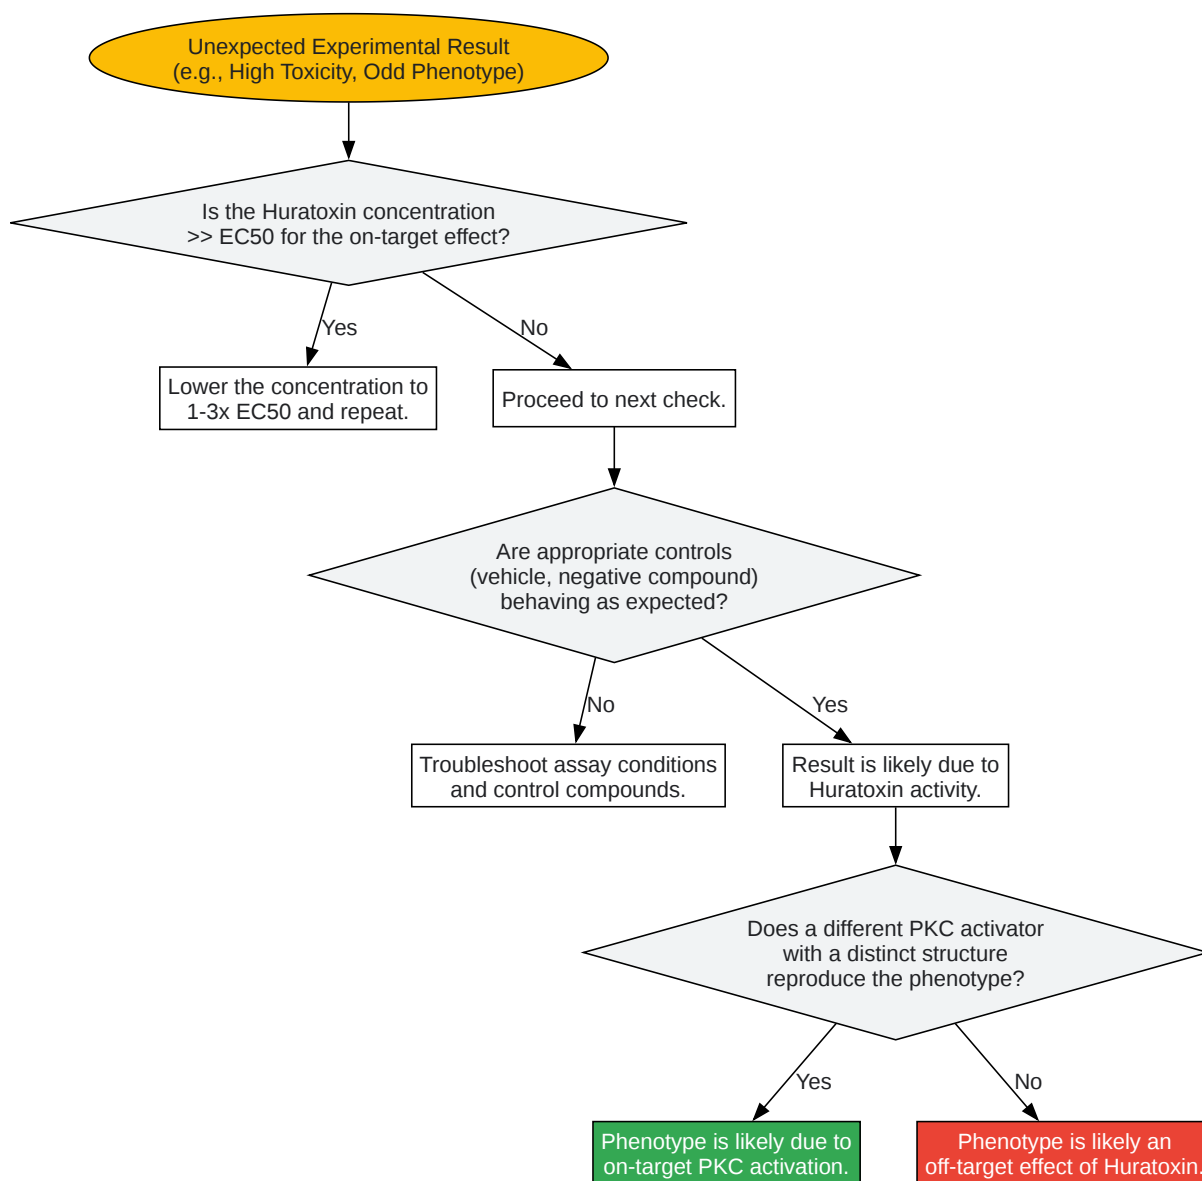 Unexpected Experimental Result
(e.g., High Toxicity, Odd Phenotype)
Is the Huratoxin concentration
>> EC50 for the on-target effect?
Yes
No
Lower the concentration to
1-3x EC50 and repeat.
Proceed to next check.
Are appropriate controls
(vehicle, negative compound)
behaving as expected?
No
Yes
Troubleshoot assay conditions
and control compounds.
Result is likely due to
Huratoxin activity.
Does a different PKC activator
with a distinct structure
reproduce the phenotype?
Yes
No
Phenotype is likely due to
on-target PKC activation.
Phenotype is likely an
off-target effect of Huratoxin.